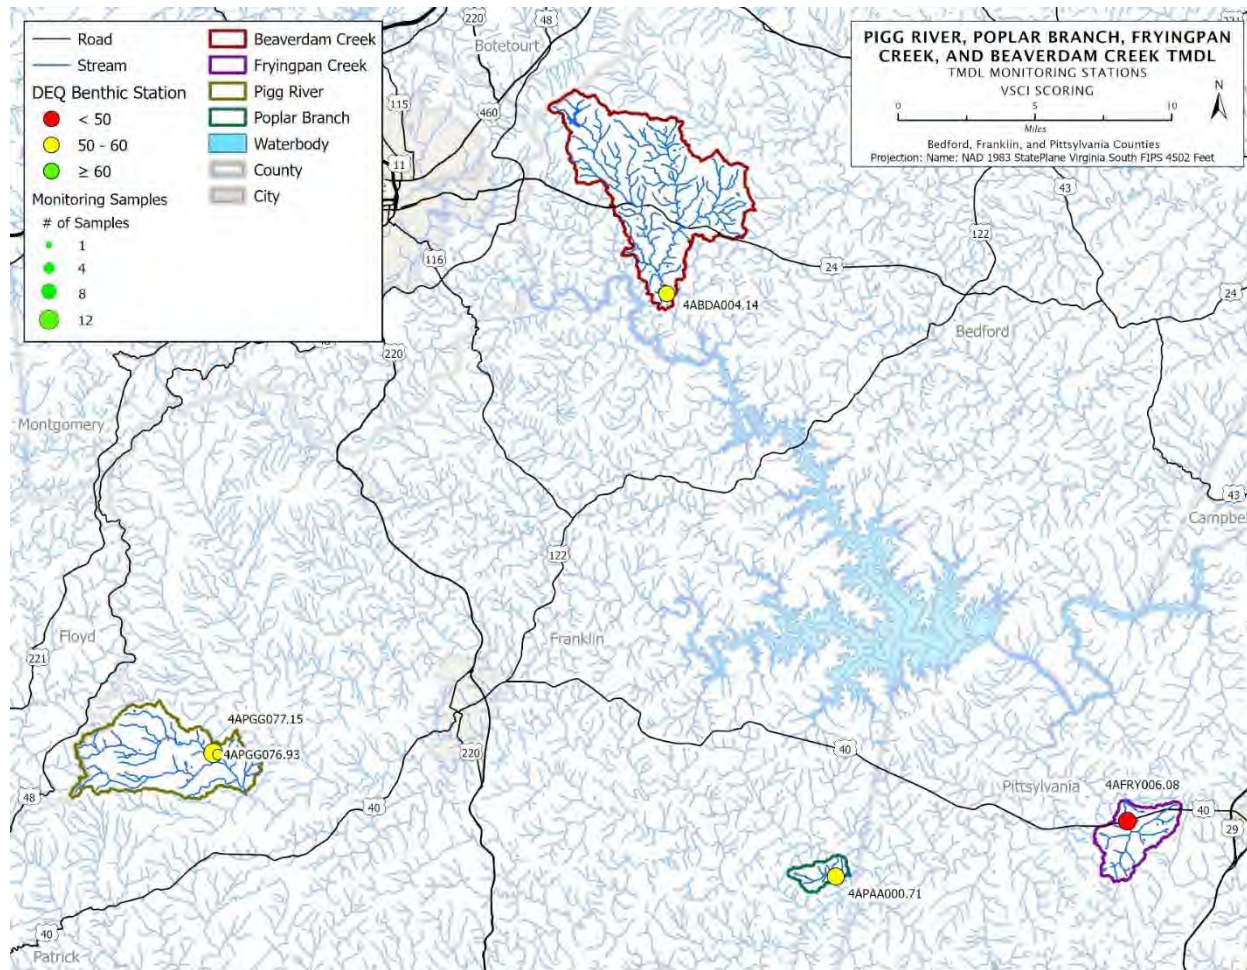 Road
Stream
DEQ Benthic Station
< 50
50 - 60
≥ 60
Monitoring Samples
# of Samples
1
4
8
12
Beaverdam Creek
Fryingpan Creek
Pigg River
Poplar Branch
Waterbody
County
City
PIGG RIVER, POPLAR BRANCH, FRYINGPAN
CREEK, AND BEAVERDAM CREEK TMDL
TMDL MONITORING STATIONS
VSCI SCORING
N
0 5 10
Miles
Bedford, Franklin, and Pittsylvania Counties
Projection: Name: NAD 1983 StatePlane Virginia South FIPS 4502 Feet
220
48
Botetourt
115
460
11
116
43
122
24
4ABDA004.14
24
Bedford
220
Montgomery
43
Campbel
122
Floyd
221
Franklin
4APGG077.15
4APGG076.93
220
40
48
40
Pittsylvania
4AFRY006.08
40
29
4APAA000.71
40
Patrick